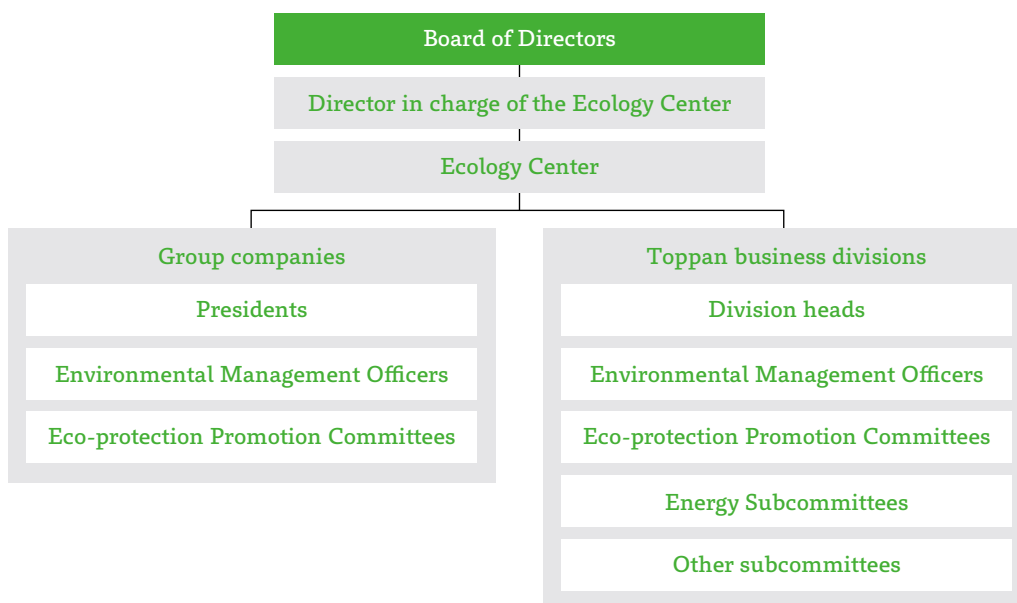 Board of Directors
Director in charge of the Ecology Center
Ecology Center
Group companies
Presidents
Environmental Management Officers
Eco-protection Promotion Committees
Toppan business divisions
Division heads
Environmental Management Officers
Eco-protection Promotion Committees
Energy Subcommittees
Other subcommittees